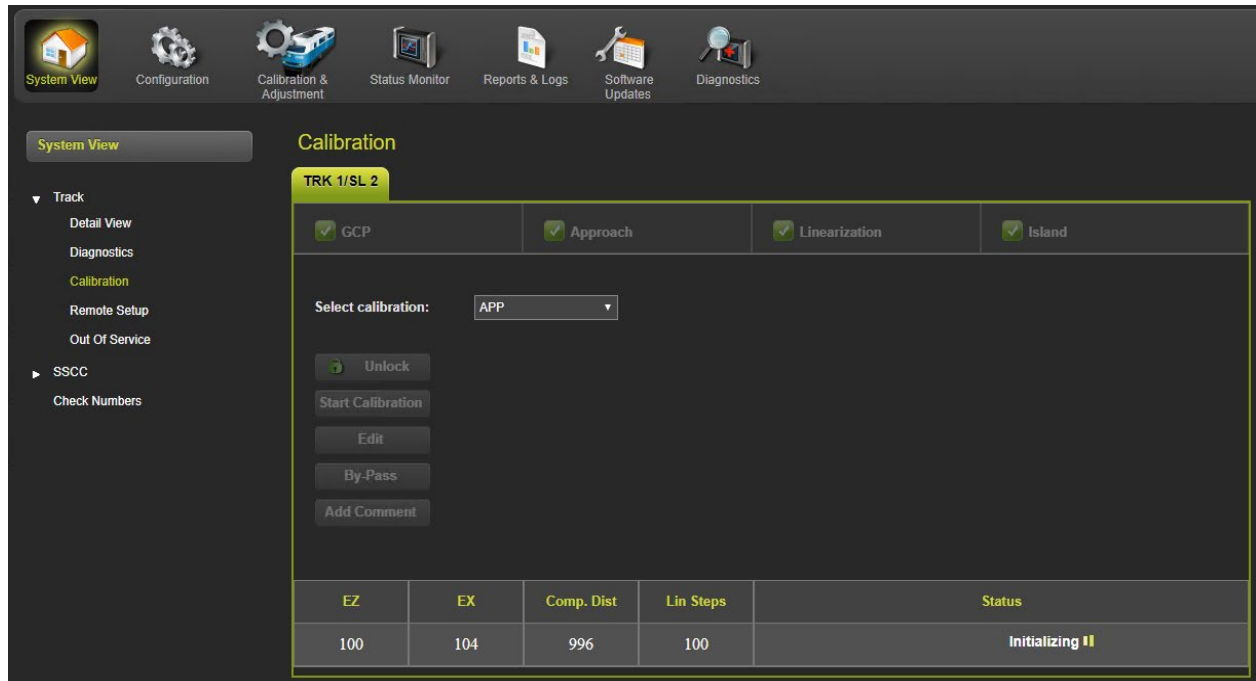 System View
Configuration
Calibration &
Adjustment
Status Monitor
Reports & Logs
Software
Updates
Diagnostics
System View
Track
Detail View
Diagnostics
Calibration
Remote Setup
Out Of Service
SSCC
Check Numbers
Calibration
TRK 1/SL 2
GCP Approach Linearization Island
Select calibration: APP
Unlock
Start Calibration
Edit
By-Pass
Add Comment
EZ EX Comp. Dist Lin Steps Status
100 104 996 100 Initializing